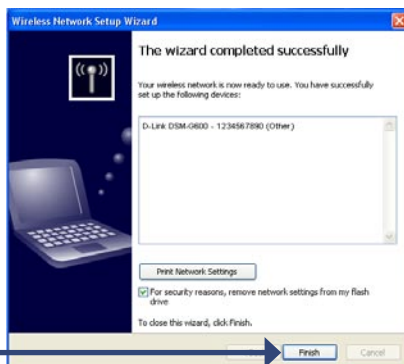 Wireless Network Setup Wizard
The wizard completed successfully
Your wireless network is now ready to use. You have successfully
set up the following devices:
D-Link DSM-G600 - 1234567890 (Other)
Print Network Settings
For security reasons, remove network settings from my flash
drive
To close this wizard, click Finish.
Finish
Cancel